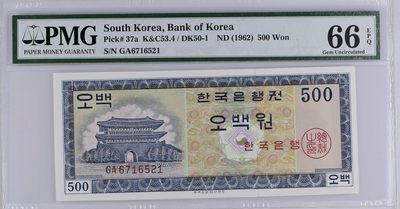 PMG
PAPER MONEY GUARANTY
South Korea, Bank of Korea
Pick# 37a K&C53.4 / DK50-1 ND (1962) 500 Won
S/N GA6716521
66 EPQ
Gem Uncirculated
오백
한국은행권
500
오백원
한국은행
GA 6716521
500
500